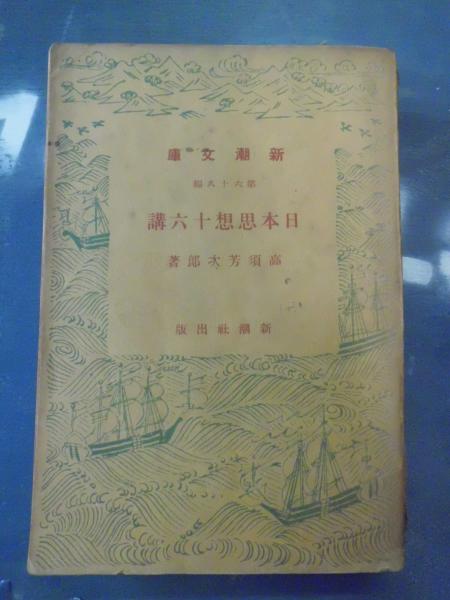 新潮文庫
第六十九編
日本思想十六講
高須芳次郎著
新潮社出版